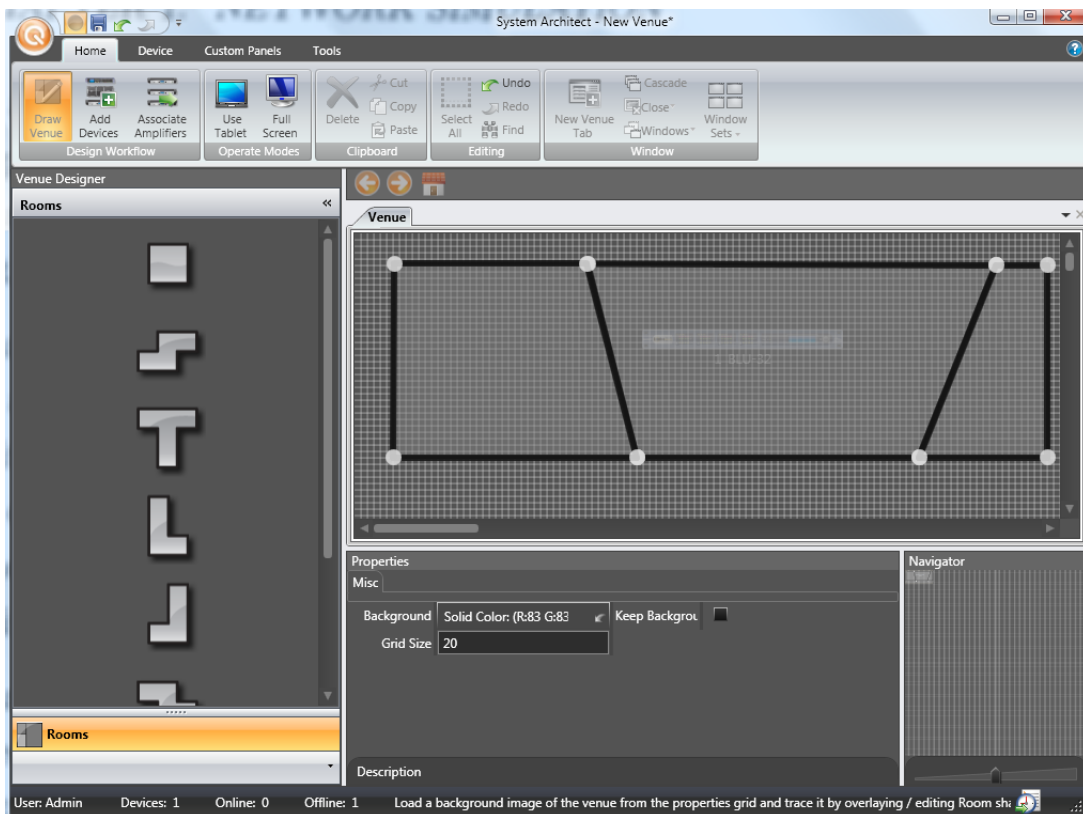 NETWORK SIMULATION
System Architect - New Venue*
Home Device Custom Panels Tools
Draw Venue
Add Devices
Associate Amplifiers
Design Workflow
Use Tablet
Full Screen
Operate Modes
Delete
Cut
Copy
Paste
Clipboard
Select All
Undo
Redo
Find
Editing
New Venue Tab
Cascade
Close
Windows
Window Sets
Window
Venue Designer
Rooms
Venue
Properties
Misc
Background Solid Color: (R:83 G:83 Keep Backgrou
Grid Size 20
Description
Navigator
Rooms
User: Admin Devices: 1 Online: 0 Offline: 1 Load a background image of the venue from the properties grid and trace it by overlaying / editing Room sha